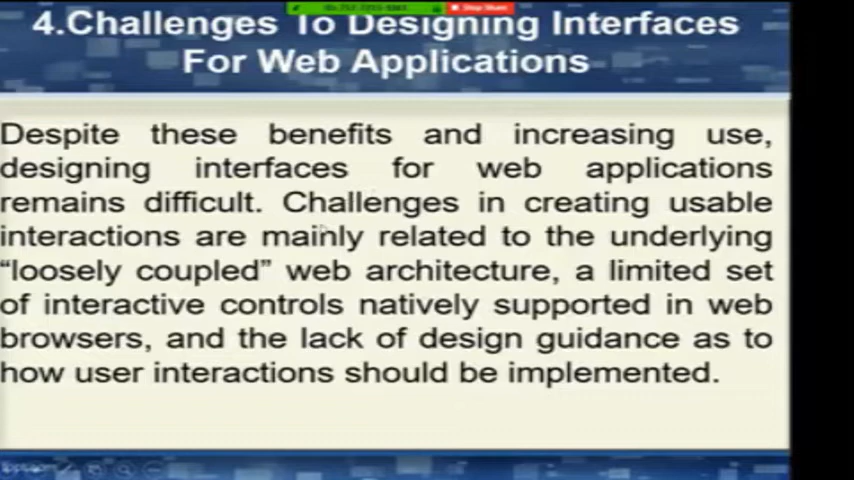 4.Challenges To Designing Interfaces
For Web Applications
Stop Share
Despite these benefits and increasing use,
designing interfaces for web applications
remains difficult. Challenges in creating usable
interactions are mainly related to the underlying
“loosely coupled” web architecture, a limited set
of interactive controls natively supported in web
browsers, and the lack of design guidance as to
how user interactions should be implemented.